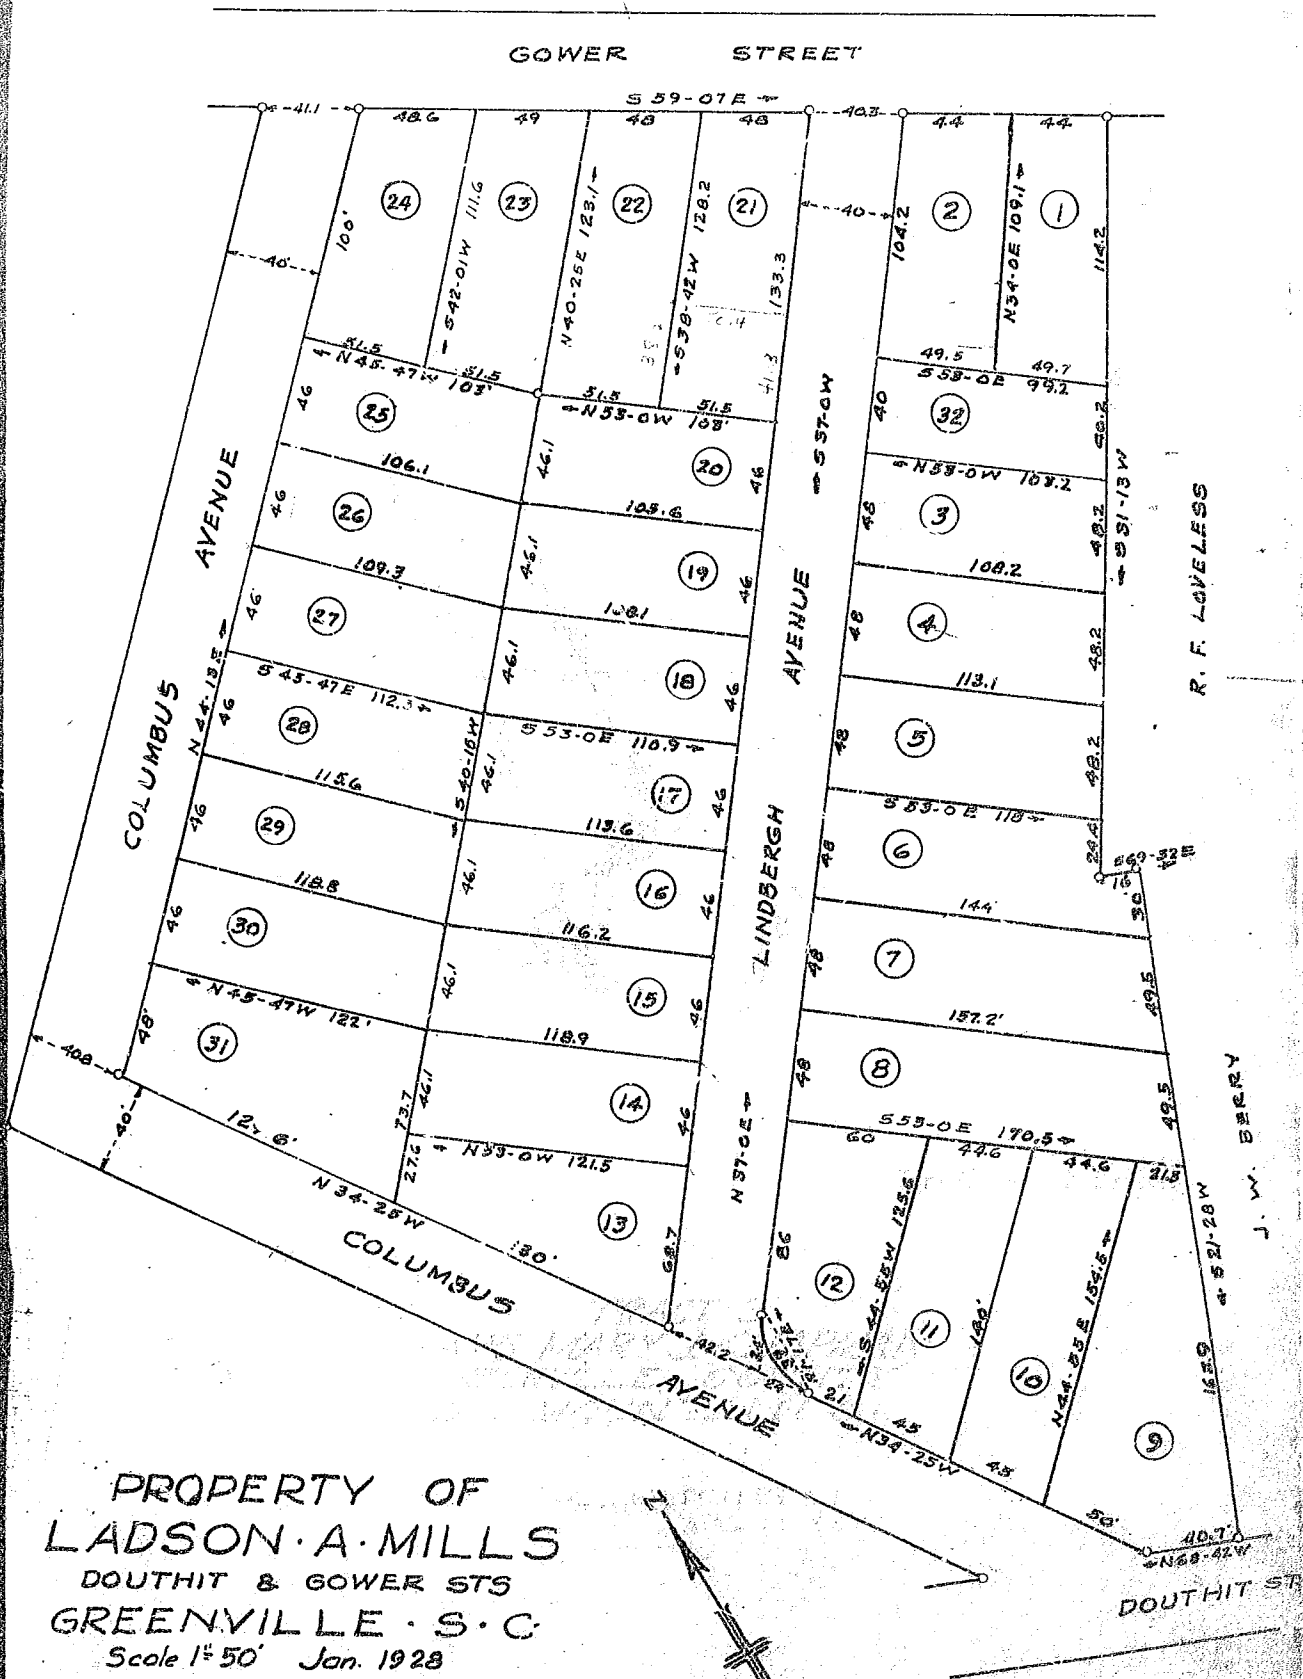 GOWER STREET
S 59-07 E
41.1
48.6
49
48
48
40.3
44
44
24
23
22
21
2
1
100'
S 42-01 W 111.6
N 40-25 E 123.1
S 38-42 W 128.2
133.3
40
104.2
N 34-0 E 109.1
114.2
40'
51.5
N 45-47 W 103'
51.5
51.5
N 53-0 W 103'
51.5
41.3
49.5
49.7
S 53-0 E 99.2
46
25
46.1
20
46
S 37-0 W
40
32
40.2
106.1
N 53-0 W 103.2
S 31-13 W
AVENUE
46
26
105.6
48
3
48.2
R. F. LOVELESS
109.3
46.1
19
46
108.2
46
27
108.1
AVENUE
48
4
48.2
N 44-13 E
S 45-47 E 112.3
46.1
18
46
113.1
COLUMBUS
46
28
S 53-0 E 110.9
48
5
48.2
S 40-15 W
46.1
17
46
S 53-0 E 118
115.6
46
29
113.6
LINDBERGH
48
6
24.4
S 69-32 E
16
30
118.8
46.1
16
46
144'
46
30
116.2
48
7
49.5
N 45-47 W 122'
46.1
15
46
157.2'
48'
31
118.9
48
8
49.5
J. W. BERRY
40.8
40'
73.7
46.1
14
46
N 37-0 E
S 53-0 E 170.5
60
44.6
44.6
21.3
27.6
N 53-0 W 121.5
N 34-25 W
13
68.7
86
12
S 44-55 W 125.6
11
140'
10
N 44-55 E 154.5
S 21-28 W
162.9
9
COLUMBUS
130'
42.2
AVENUE
21
45
N 34-25 W
45
50'
40.7'
N 68-42 W
DOUTHIT ST
PROPERTY OF
LADSON · A · MILLS
DOUTHIT & GOWER STS
GREENVILLE · S · C ·
Scale 1"=50' Jan. 1928
N